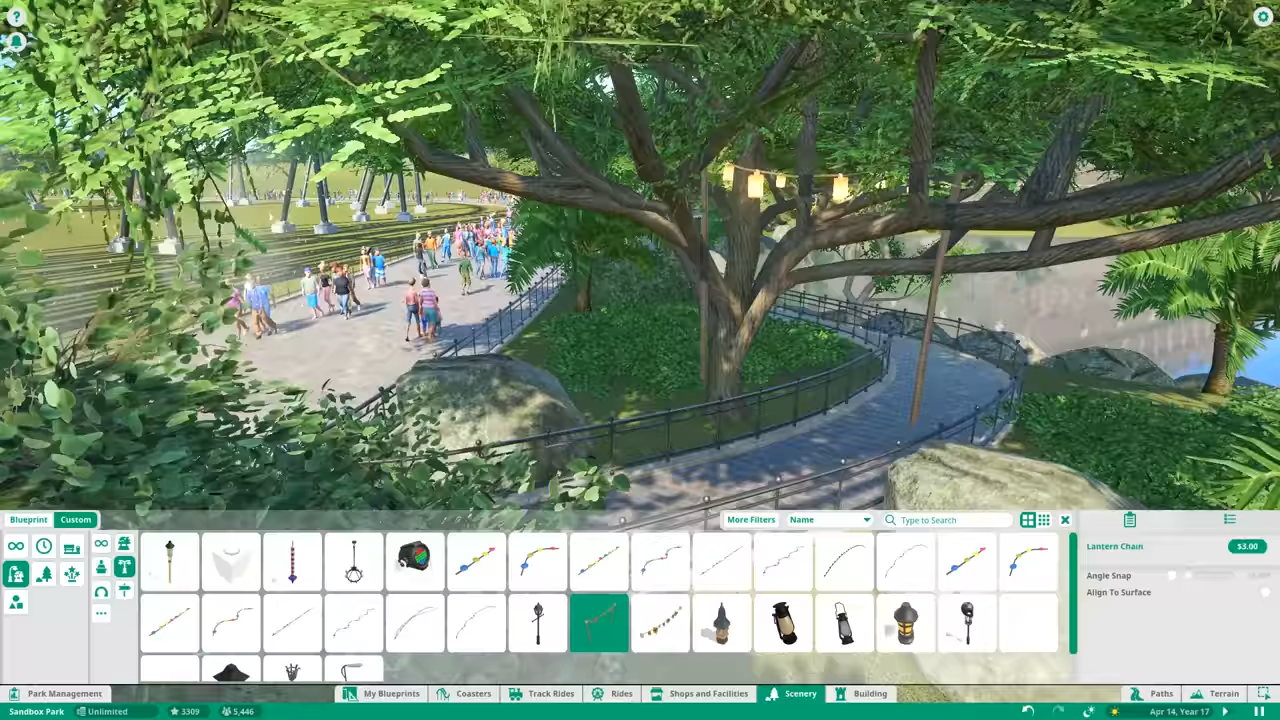 ?
Blueprint Custom More Filters Name Type to Search
Lantern Chain $3.00
Angle Snap
Align To Surface
Park Management My Blueprints Coasters Track Rides Rides Shops and Facilities Scenery Building Paths Terrain
Sandbox Park Unlimited 3309 5,446 Apr 14, Year 17